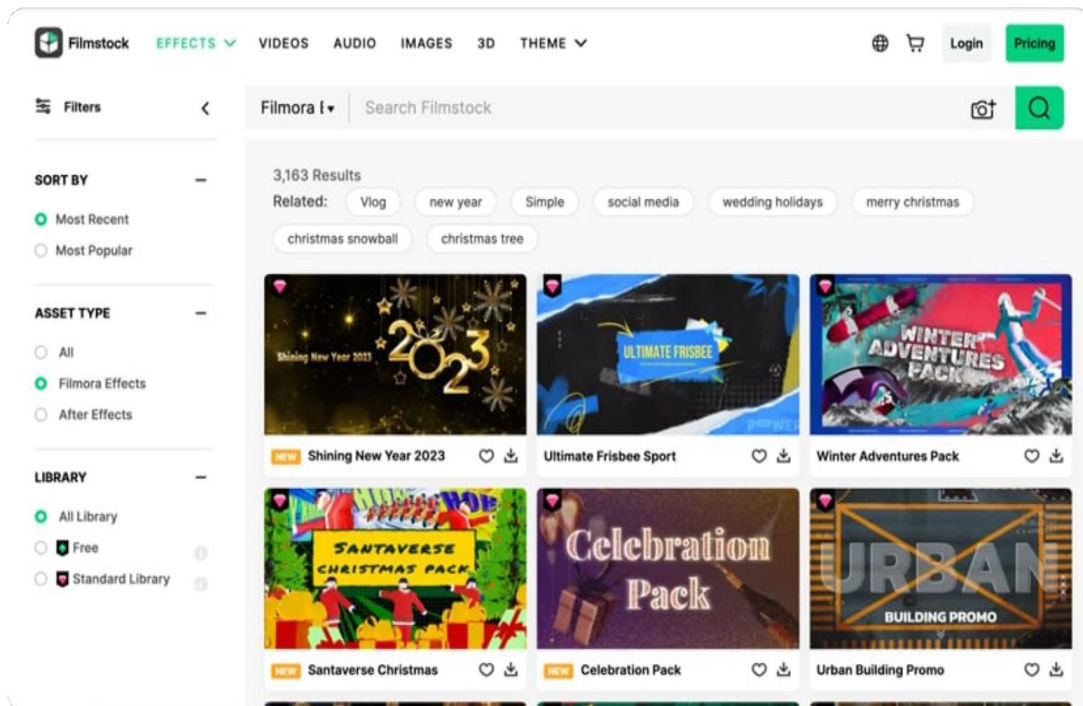 Filmstock EFFECTS VIDEOS AUDIO IMAGES 3D THEME Login Pricing
Filters
Filmora E Search Filmstock
SORT BY
Most Recent
Most Popular
ASSET TYPE
All
Filmora Effects
After Effects
LIBRARY
All Library
Free
Standard Library
3,163 Results
Related: Vlog new year Simple social media wedding holidays merry christmas
christmas snowball christmas tree
Shining New Year 2023 2023
ULTIMATE FRISBEE
POWER
WINTER
ADVENTURES
PACK
NEW Shining New Year 2023
Ultimate Frisbee Sport
Winter Adventures Pack
SANTAVERSE
CHRISTMAS PACK
Celebration
Pack
URBAN
BUILDING PROMO
NEW Santaverse Christmas
NEW Celebration Pack
Urban Building Promo